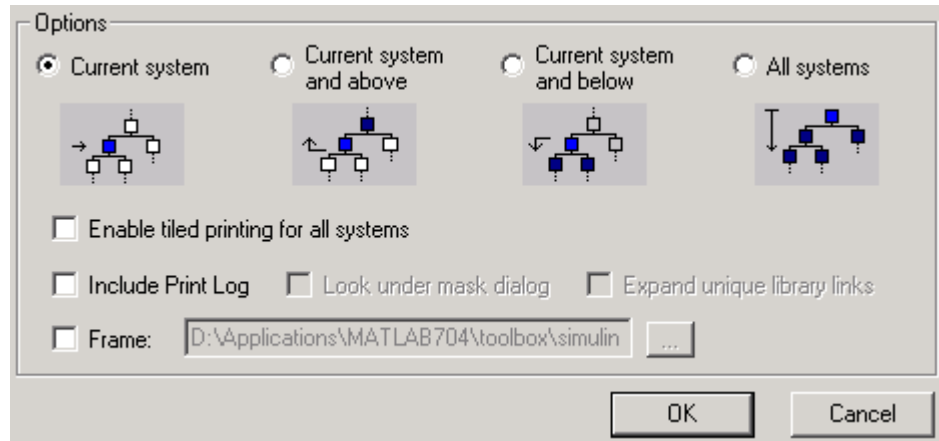 Options
Current system
Current system
and above
Current system
and below
All systems
Enable tiled printing for all systems
Include Print Log
Look under mask dialog
Expand unique library links
Frame:
D:\Applications\MATLAB704\toolbox\simulin
...
OK
Cancel